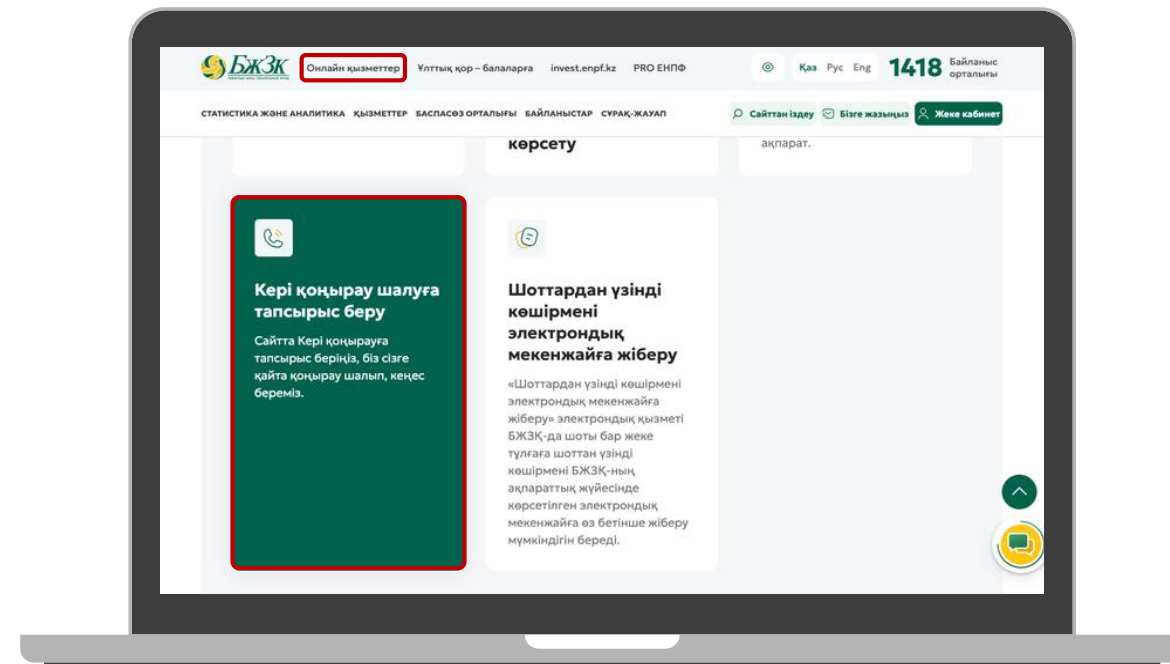 БжЗқ
Онлайн қызметтер
Ұлттық қор – балаларға
invest.enpf.kz
PRO ЕНПФ
Қаз Рус Eng
1418 Байланыс
орталығы
СТАТИСТИКА ЖӘНЕ АНАЛИТИКА ҚЫЗМЕТТЕР БАСПАСӨЗ ОРТАЛЫҒЫ БАЙЛАНЫСТАР СҰРАҚ-ЖАУАП
Сайттан іздеу
Бізге жазыңыз
Жеке кабинет
көрсету
ақпарат.
Кері қоңырау шалуға
тапсырыс беру
Сайтта Кері қоңырауға
тапсырыс беріңіз, біз сізге
қайта қоңырау шалып, кеңес
береміз.
Шоттардан үзінді
көшірмені
электрондық
мекенжайға жіберу
«Шоттардан үзінді көшірмені
электрондық мекенжайға
жіберу» электрондық қызметі
БЖЗҚ-да шоты бар жеке
тұлғаға шоттан үзінді
көшірмені БЖЗҚ-ның
ақпараттық жүйесінде
көрсетілген электрондық
мекенжайға өз бетінше жіберу
мүмкіндігін береді.